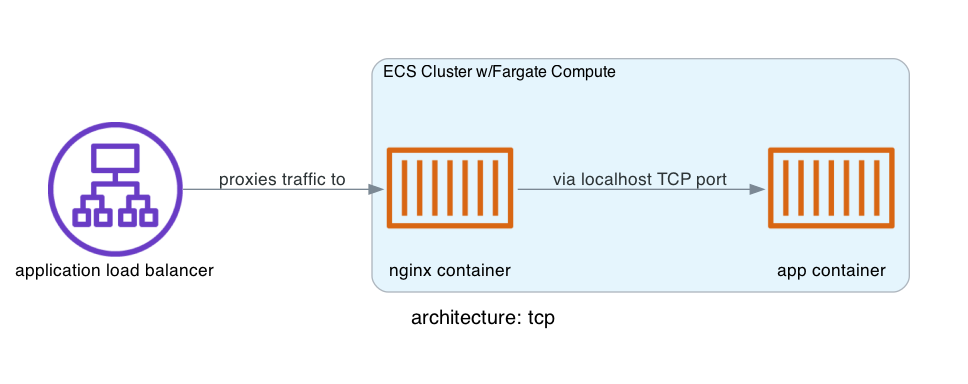 ECS Cluster w/Fargate Compute
proxies traffic to
via localhost TCP port
application load balancer
nginx container
app container
architecture: tcp